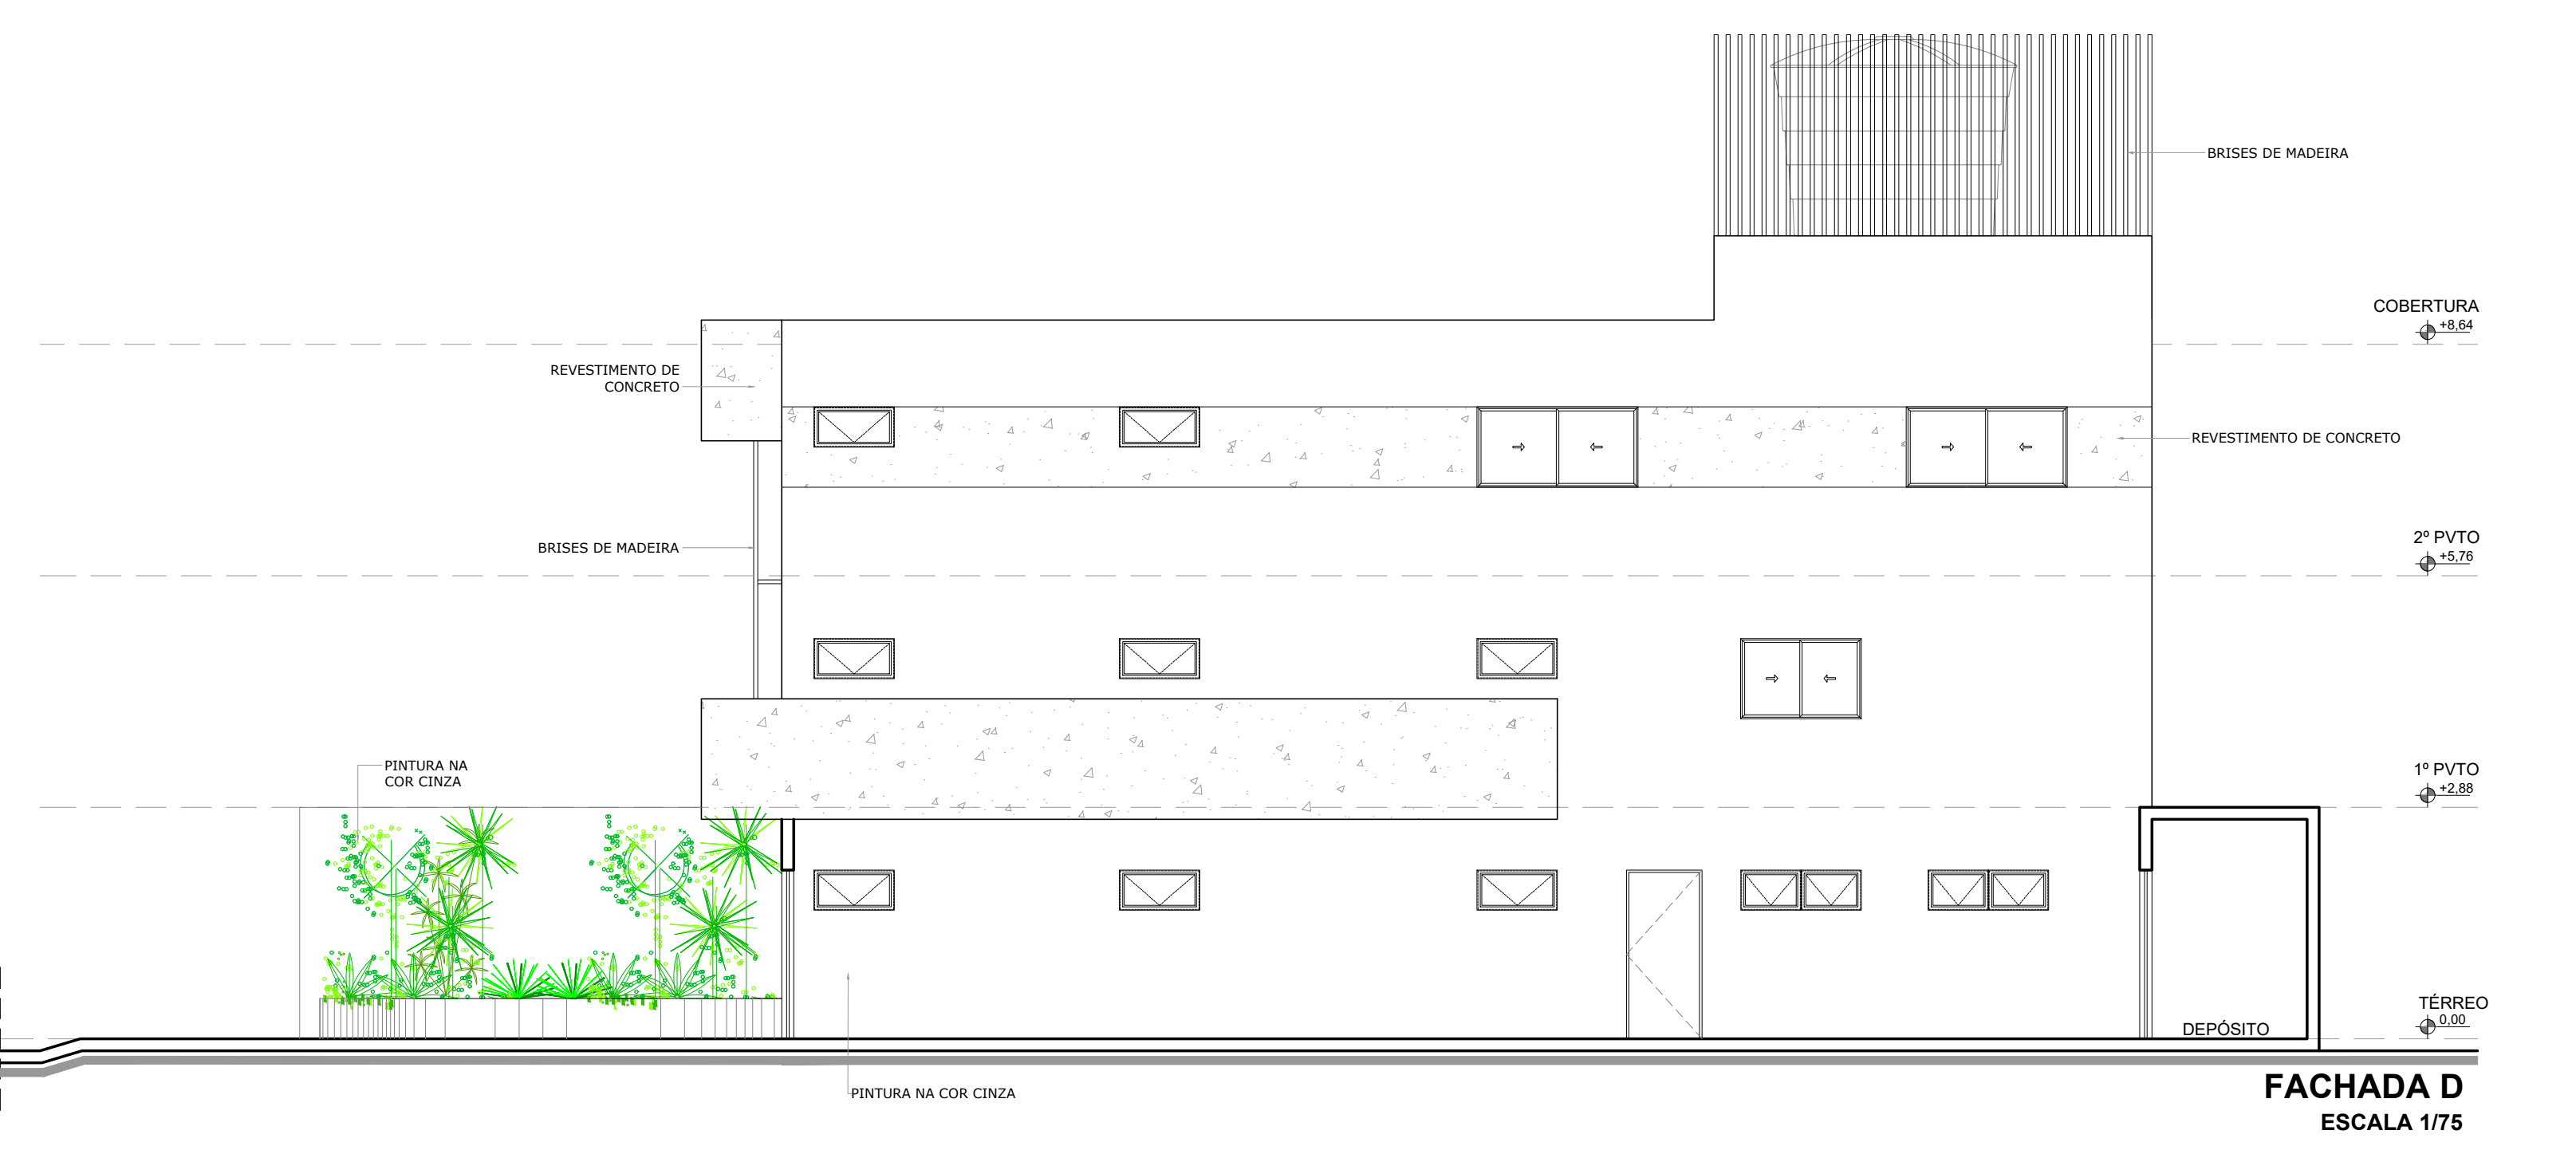 BRISES DE MADEIRA
COBERTURA
+8,64
REVESTIMENTO DE
CONCRETO
REVESTIMENTO DE CONCRETO
2º PVTO
+5,76
BRISES DE MADEIRA
PINTURA NA
COR CINZA
1º PVTO
+2,88
TÉRREO
0,00
DEPÓSITO
PINTURA NA COR CINZA
FACHADA D
ESCALA 1/75